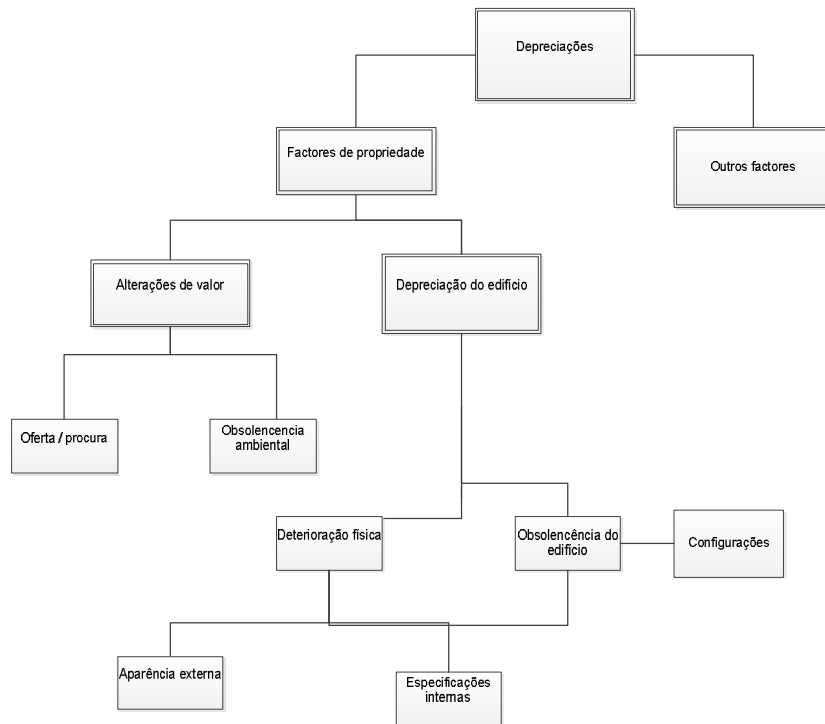 Depreciações
Factores de propriedade
Outros factores
Alterações de valor
Depreciação do edifício
Oferta / procura
Obsolencencia
ambiental
Deterioração física
Obsolencência do
edifício
Configurações
Aparência externa
Especificações
internas